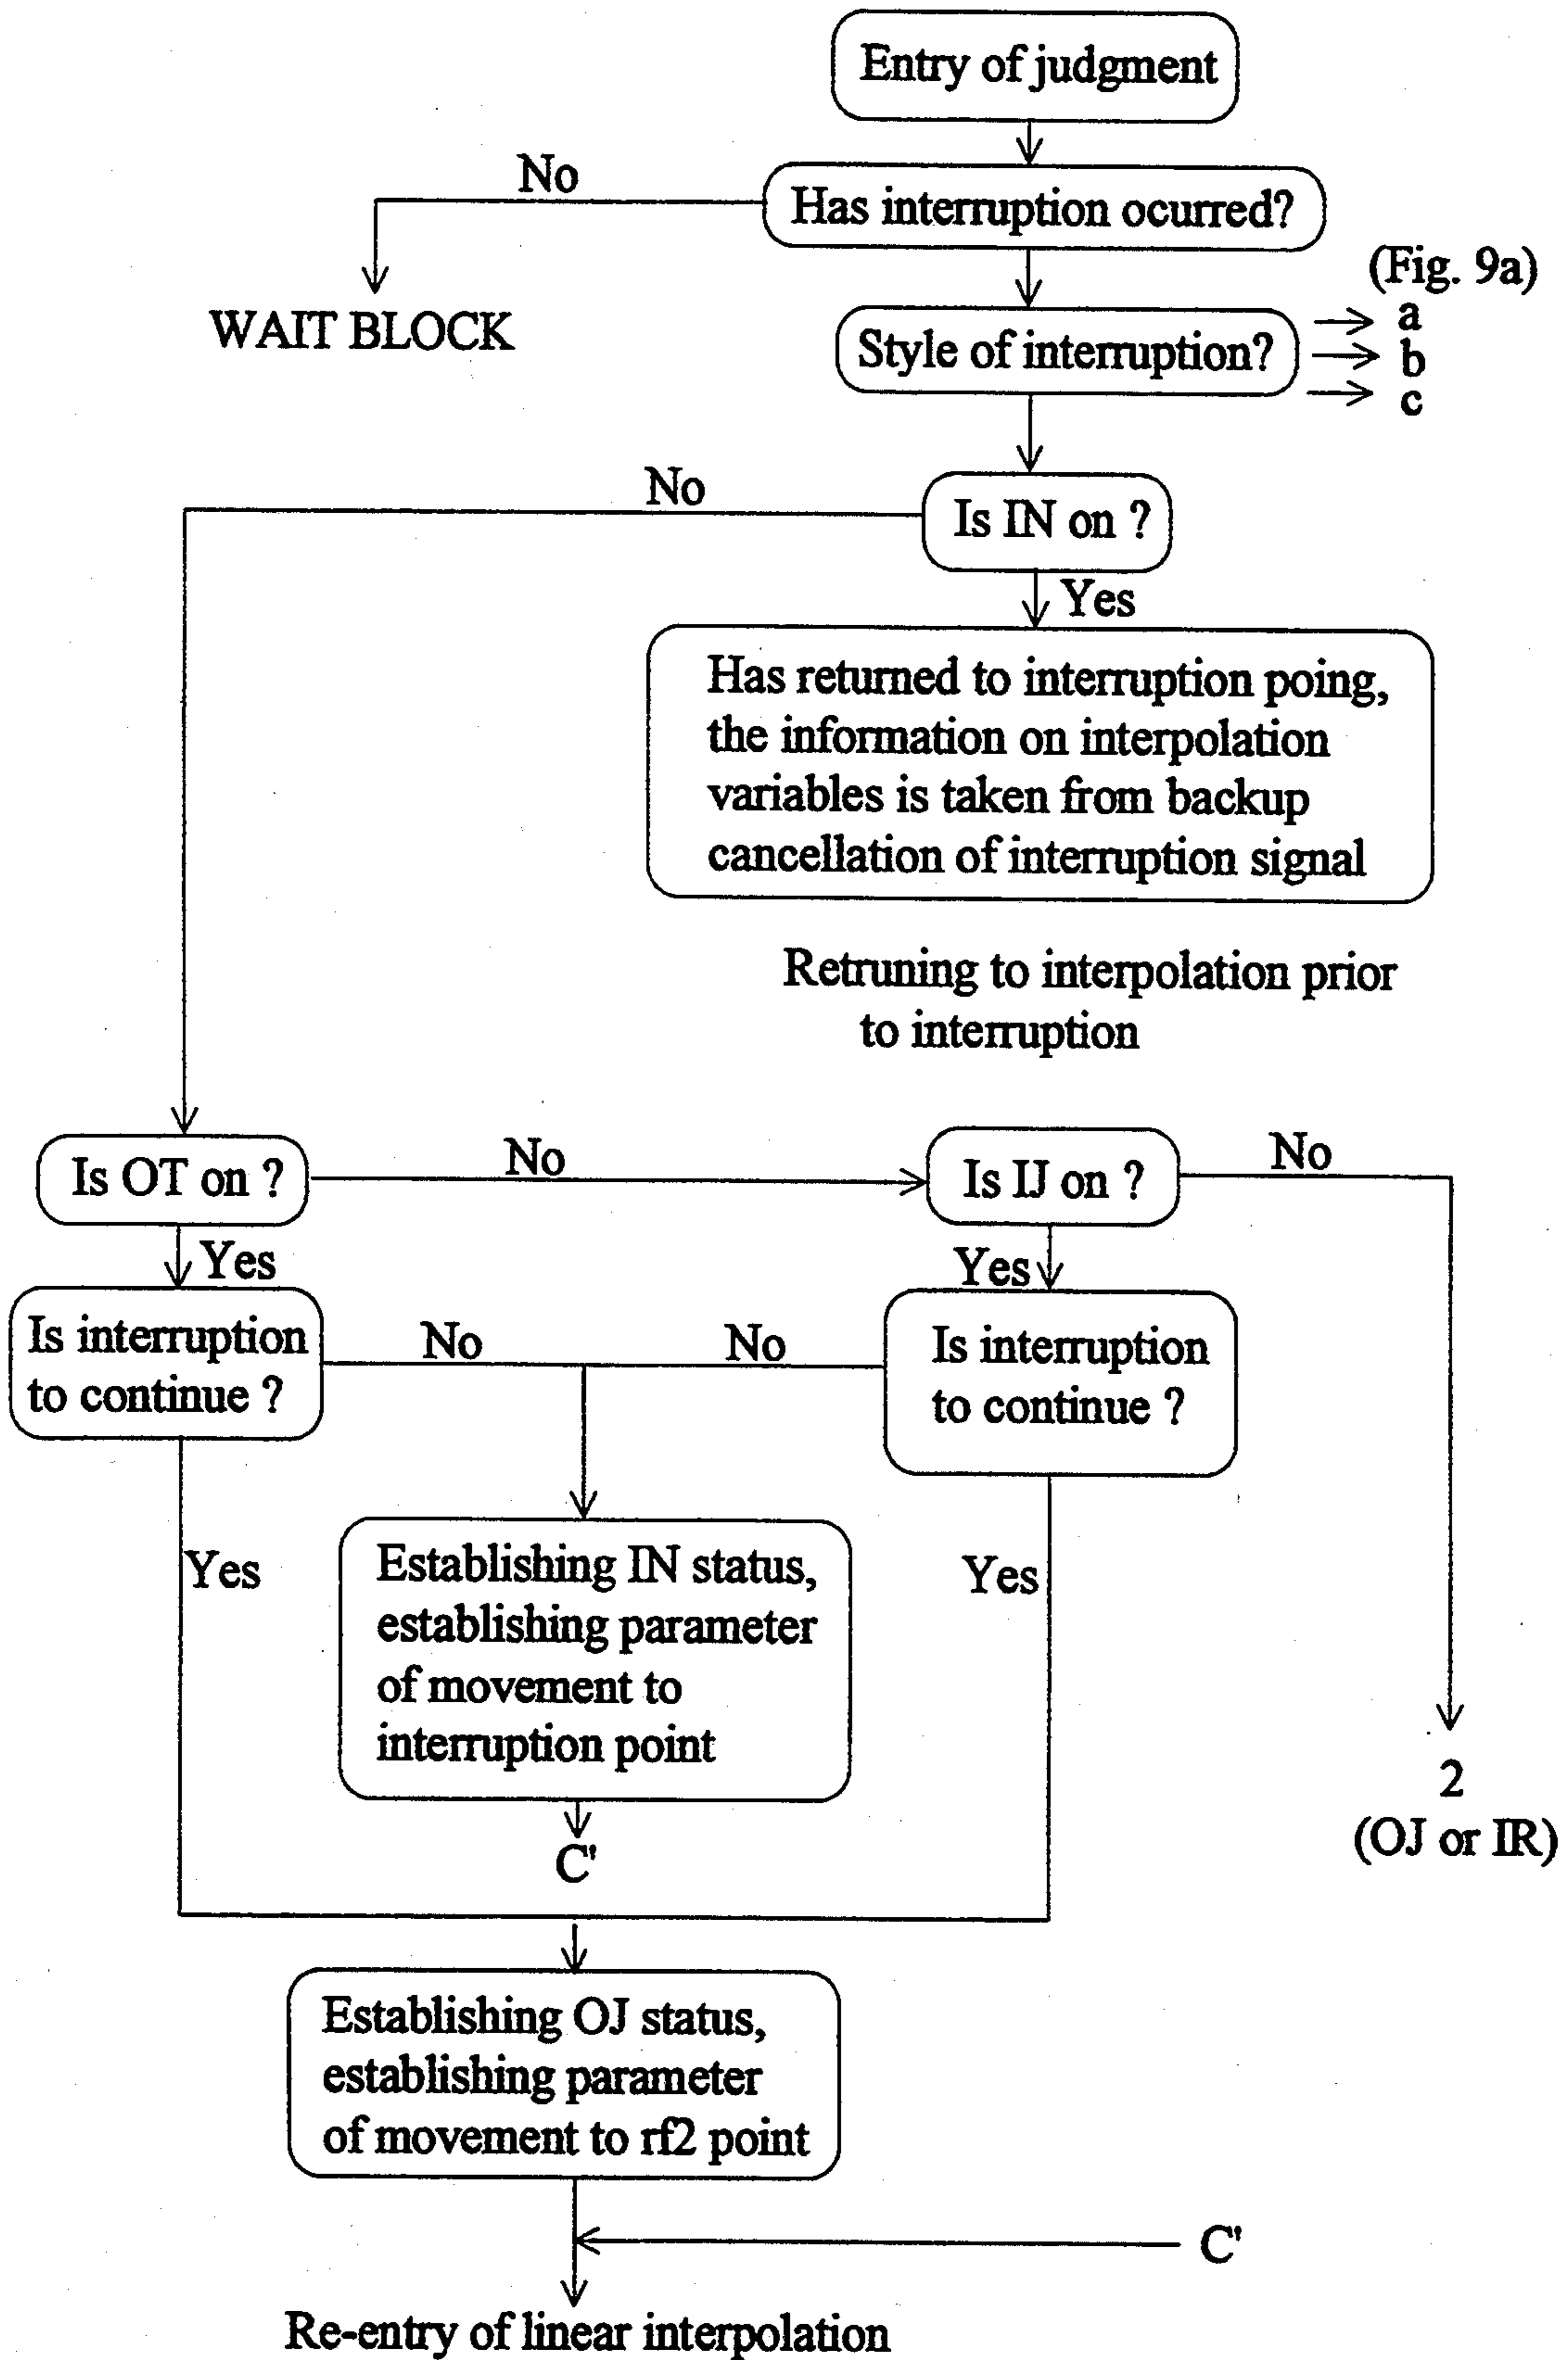 Entry of judgment
No
Has interruption ocurred?
(Fig. 9a)
WAIT BLOCK
Style of interruption?
a
b
c
No
Is IN on ?
Yes
Has returned to interruption poing,
the information on interpolation
variables is taken from backup
cancellation of interruption signal
Retruning to interpolation prior
to interruption
Is OT on ?
No
Is IJ on ?
No
Yes
Yes
Is interruption
to continue ?
No
No
Is interruption
to continue ?
Yes
Establishing IN status,
establishing parameter
of movement to
interruption point
Yes
C'
2
(OJ or IR)
Establishing OJ status,
establishing parameter
of movement to rf2 point
C'
Re-entry of linear interpolation